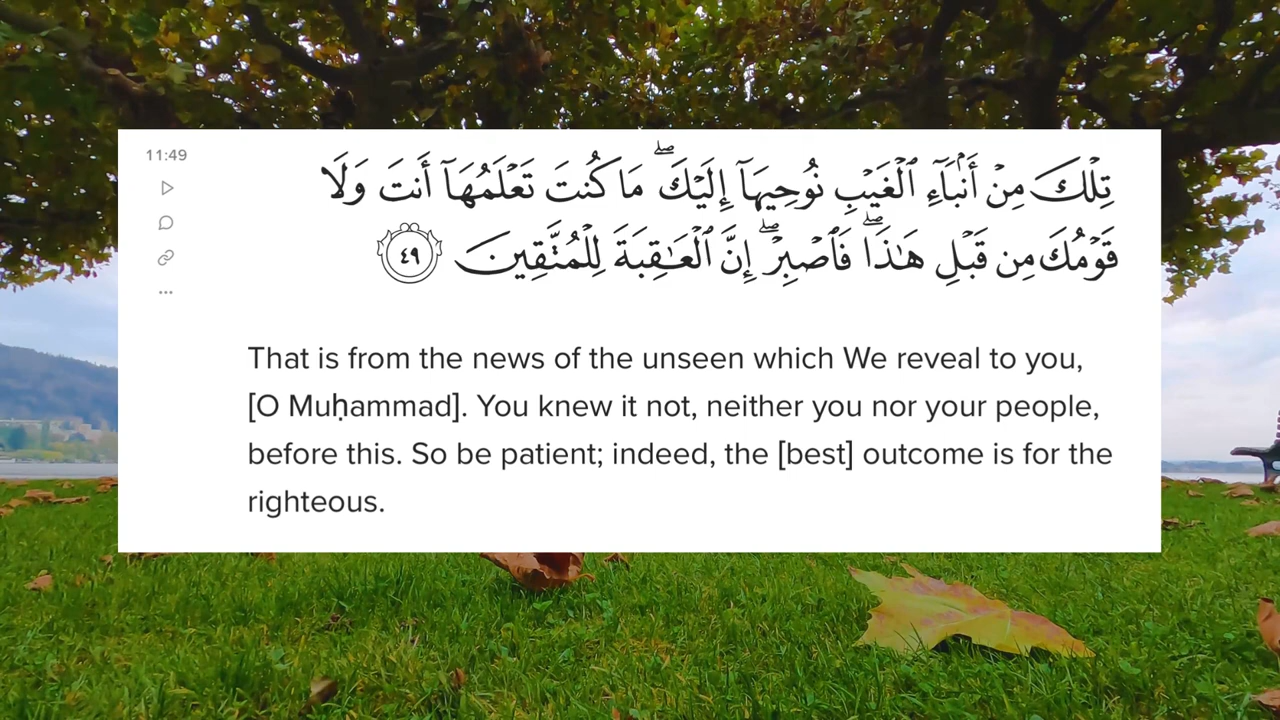 11:49
تِلْكَ مِنْ أَنۢبَآءِ ٱلْغَيْبِ نُوحِيهَآ إِلَيْكَ ۖ مَا كُنتَ تَعْلَمُهَآ أَنتَ وَلَا
قَوْمُكَ مِن قَبْلِ هَـٰذَا ۖ فَٱصْبِرْ ۖ إِنَّ ٱلْعَـٰقِبَةَ لِلْمُتَّقِينَ ٤٩
That is from the news of the unseen which We reveal to you,
[O Muḥammad]. You knew it not, neither you nor your people,
before this. So be patient; indeed, the [best] outcome is for the
righteous.